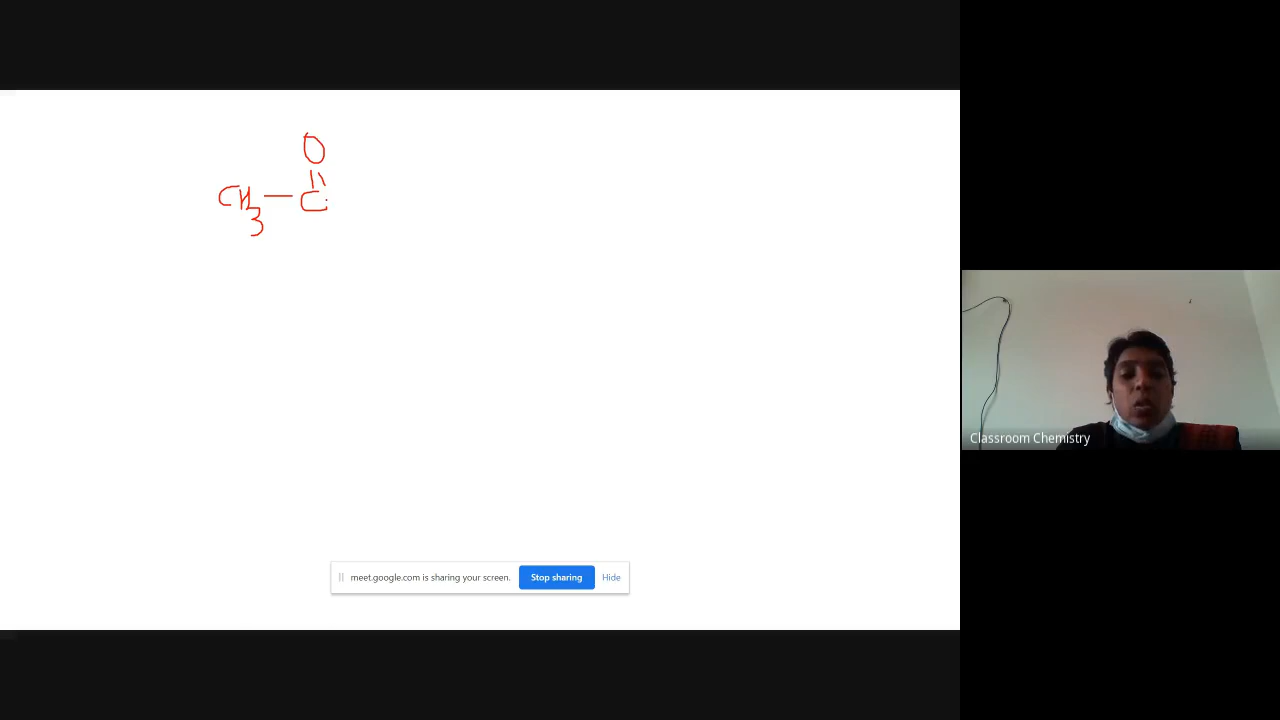 O
CH3 — C
meet.google.com is sharing your screen. Stop sharing Hide
Classroom Chemistry